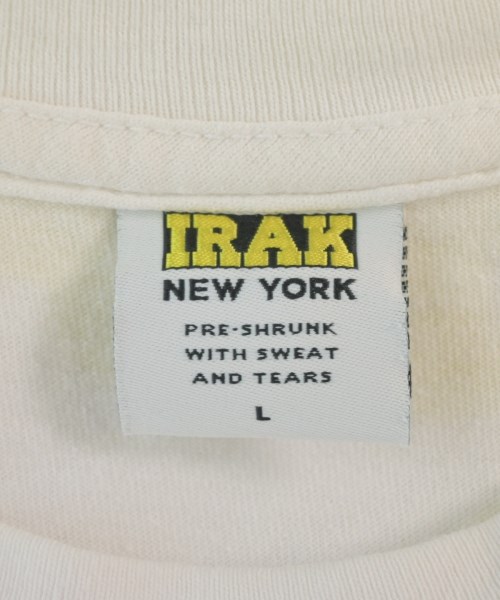 IRAK
NEW YORK
PRE-SHRUNK
WITH SWEAT
AND TEARS
L